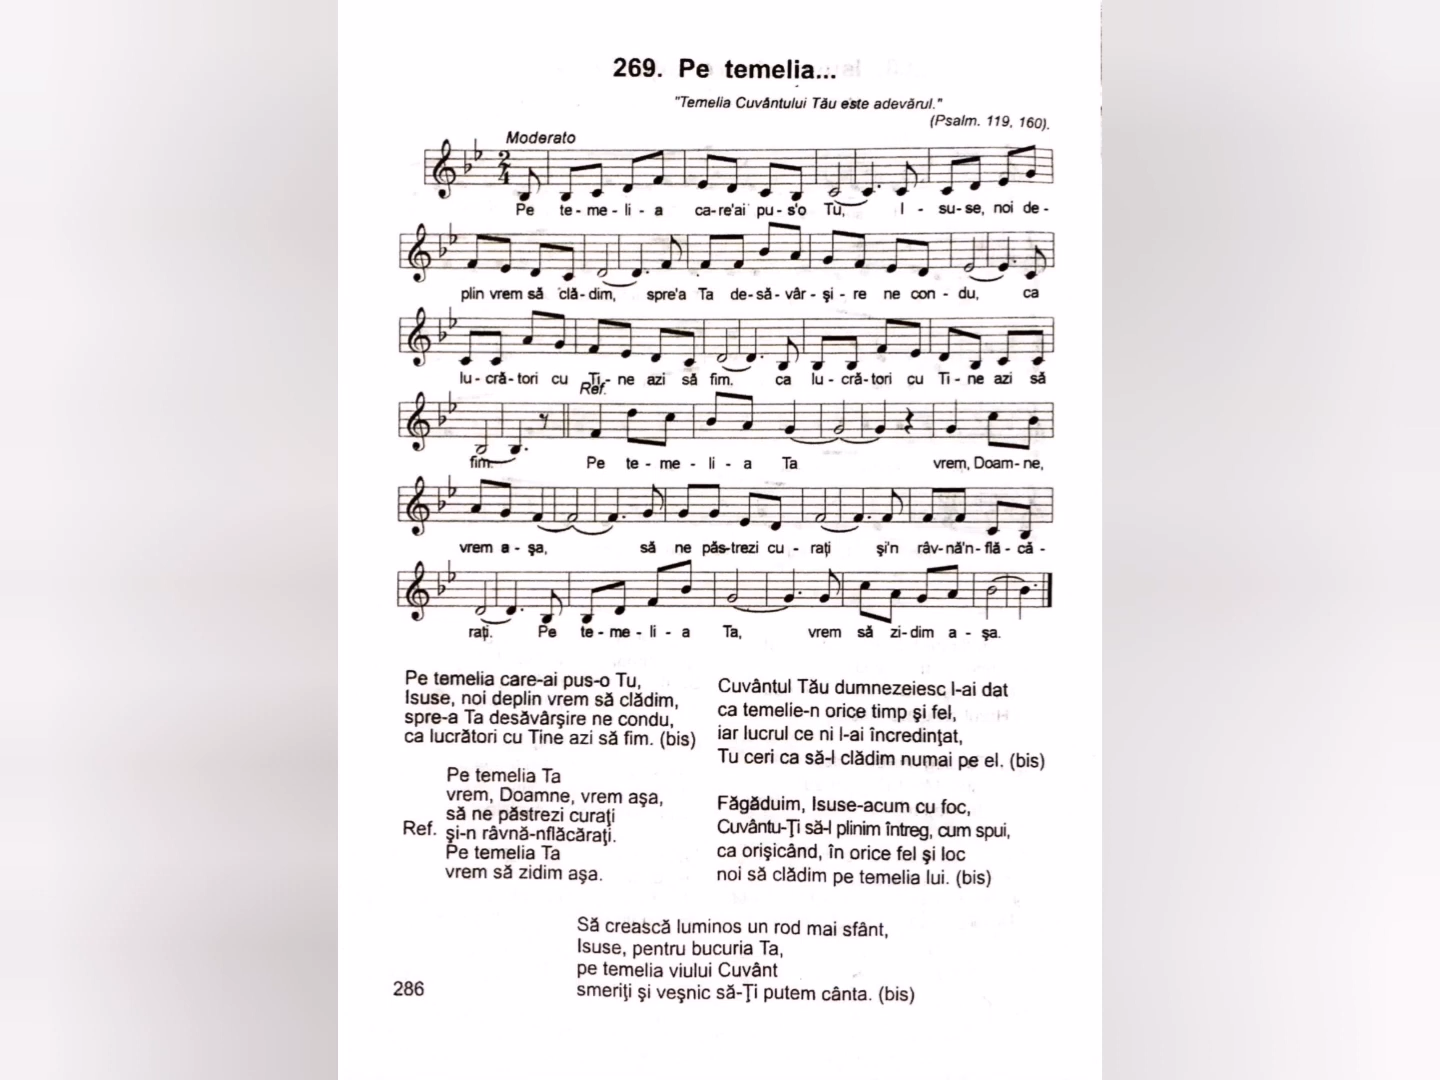 269. Pe temelia...
"Temelia Cuvântului Tău este adevărul."
(Psalm. 119, 160).
Moderato
2
4
Pe te - me - li - a ca-re'ai pu - s'o Tu, I - su-se, noi de -
plin vrem să clă-dim, spre'a Ta de-să-vâr-şi-re ne con - du, ca
lu - cră-tori cu Ti - ne azi să fim. ca lu - cră-tori cu Ti - ne azi să
Ref.
fim. Pe te - me - li - a Ta vrem, Doam-ne,
vrem a - şa, să ne păs-trezi cu - raţi şi'n râv-nă'n-flă - că -
raţi. Pe te - me - li - a Ta, vrem să zi-dim a - şa.
Pe temelia care-ai pus-o Tu,
Isuse, noi deplin vrem să clădim,
spre-a Ta desăvârşire ne condu,
ca lucrători cu Tine azi să fim. (bis)
Pe temelia Ta
vrem, Doamne, vrem aşa,
să ne păstrezi curaţi
Ref. şi-n râvnă-nflăcăraţi.
Pe temelia Ta
vrem să zidim aşa.
Cuvântul Tău dumnezeiesc l-ai dat
ca temelie-n orice timp şi fel,
iar lucrul ce ni l-ai încredinţat,
Tu ceri ca să-l clădim numai pe el. (bis)
Făgăduim, Isuse-acum cu foc,
Cuvântu-Ţi să-l plinim întreg, cum spui,
ca orişicând, în orice fel şi loc
noi să clădim pe temelia lui. (bis)
Să crească luminos un rod mai sfânt,
Isuse, pentru bucuria Ta,
pe temelia viului Cuvânt
smeriţi şi veşnic să-Ţi putem cânta. (bis)
286